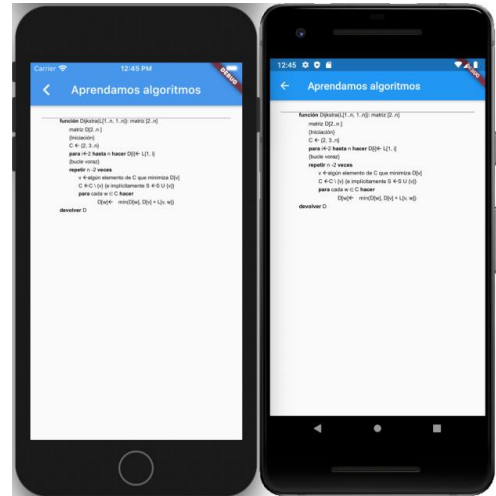 Carrier 12:45 PM
DEBUG
Aprendamos algoritmos
función Dijkstra(L[1..n, 1..n]): matriz [2..n]
matriz D[2..n ]
{Iniciación}
C ← {2, 3..n}
para i←2 hasta n hacer D[i]← L[1, i]
{bucle voraz}
repetir n -2 veces
v ←algún elemento de C que minimiza D[v]
C ←C \ {v} {e implícitamente S ←S U {v}}
para cada w ∈ C hacer
D[w]← min(D[w], D[v] + L[v, w])
devolver D
12:45
DEBUG
Aprendamos algoritmos
función Dijkstra(L[1..n, 1..n]): matriz [2..n]
matriz D[2..n ]
{Iniciación}
C ← {2, 3..n}
para i←2 hasta n hacer D[i]← L[1, i]
{bucle voraz}
repetir n -2 veces
v ←algún elemento de C que minimiza D[v]
C ←C \ {v} {e implícitamente S ←S U {v}}
para cada w ∈ C hacer
D[w]← min(D[w], D[v] + L[v, w])
devolver D